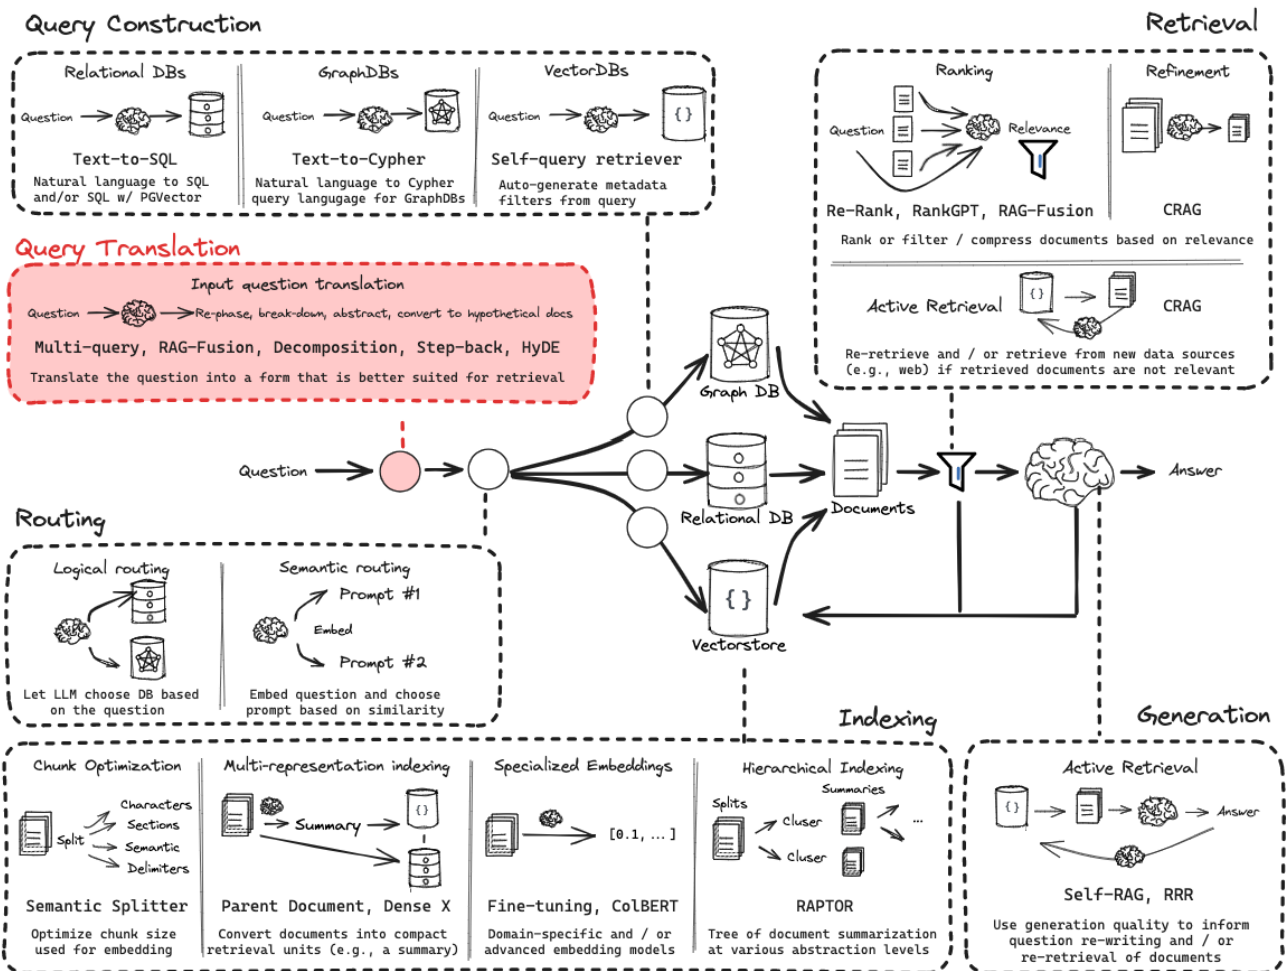 Query Construction
Relational DBs
Question
Text-to-SQL
Natural language to SQL
and/or SQL w/ PGVector
GraphDBs
Question
Text-to-Cypher
Natural language to Cypher
query langugage for GraphDBs
VectorDBs
Question
{ }
Self-query retriever
Auto-generate metadata
filters from query
Retrieval
Ranking
Question
Relevance
Re-Rank, RankGPT, RAG-Fusion
Refinement
CRAG
Rank or filter / compress documents based on relevance
Active Retrieval
{ }
CRAG
Re-retrieve and / or retrieve from new data sources
(e.g., web) if retrieved documents are not relevant
Query Translation
Input question translation
Question
Re-phase, break-down, abstract, convert to hypothetical docs
Multi-query, RAG-Fusion, Decomposition, Step-back, HyDE
Translate the question into a form that is better suited for retrieval
Question
Graph DB
Relational DB
{ }
Vectorstore
Documents
Answer
Routing
Logical routing
Let LLM choose DB based
on the question
Semantic routing
Prompt #1
Embed
Prompt #2
Embed question and choose
prompt based on similarity
Indexing
Chunk Optimization
Split
Characters
Sections
Semantic
Delimiters
Semantic Splitter
Optimize chunk size
used for embedding
Multi-representation indexing
Summary
{ }
Parent Document, Dense X
Convert documents into compact
retrieval units (e.g., a summary)
Specialized Embeddings
[0.1, ... ]
Fine-tuning, ColBERT
Domain-specific and / or
advanced embedding models
Hierarchical Indexing
Splits
Summaries
Cluser
Cluser
...
RAPTOR
Tree of document summarization
at various abstraction levels
Generation
Active Retrieval
{ }
Answer
Self-RAG, RRR
Use generation quality to inform
question re-writing and / or
re-retrieval of documents